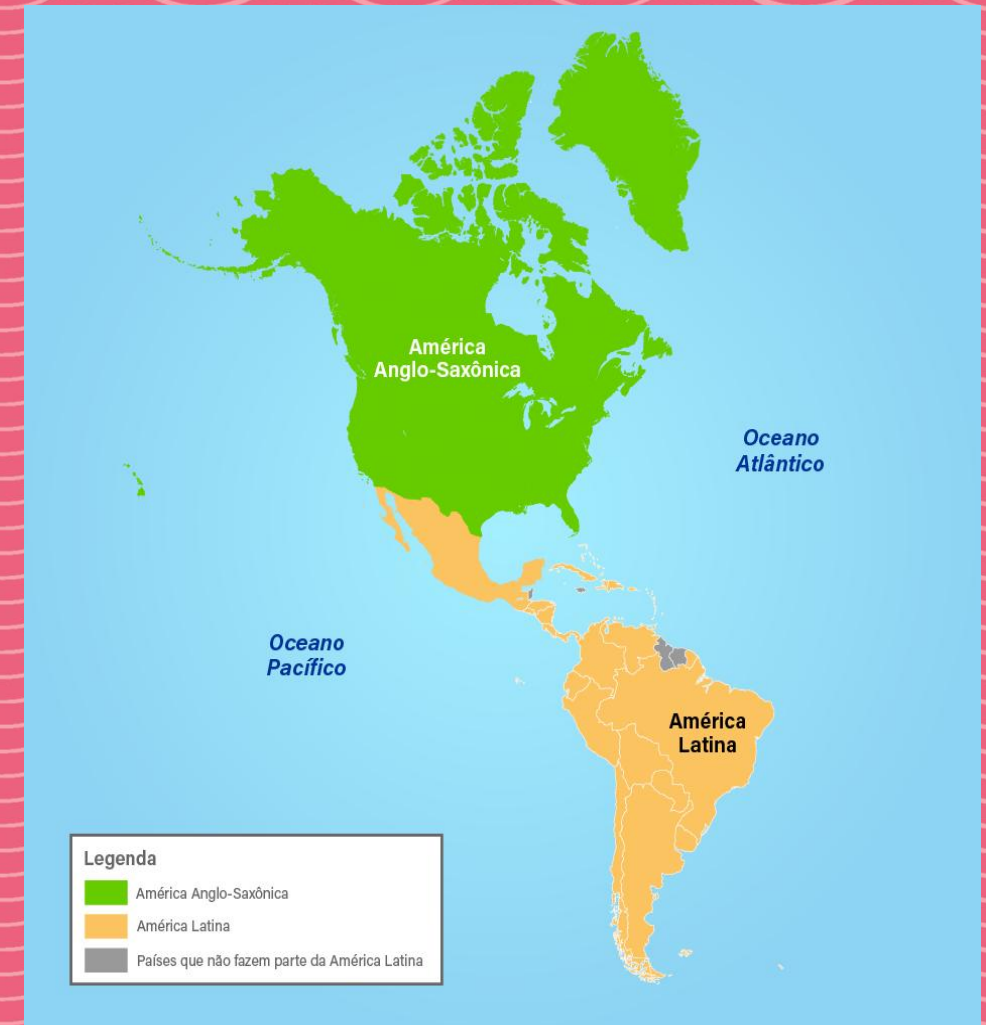 América
Anglo-Saxônica
Oceano
Atlântico
Oceano
Pacífico
América
Latina
Legenda
América Anglo-Saxônica
América Latina
Países que não fazem parte da América Latina